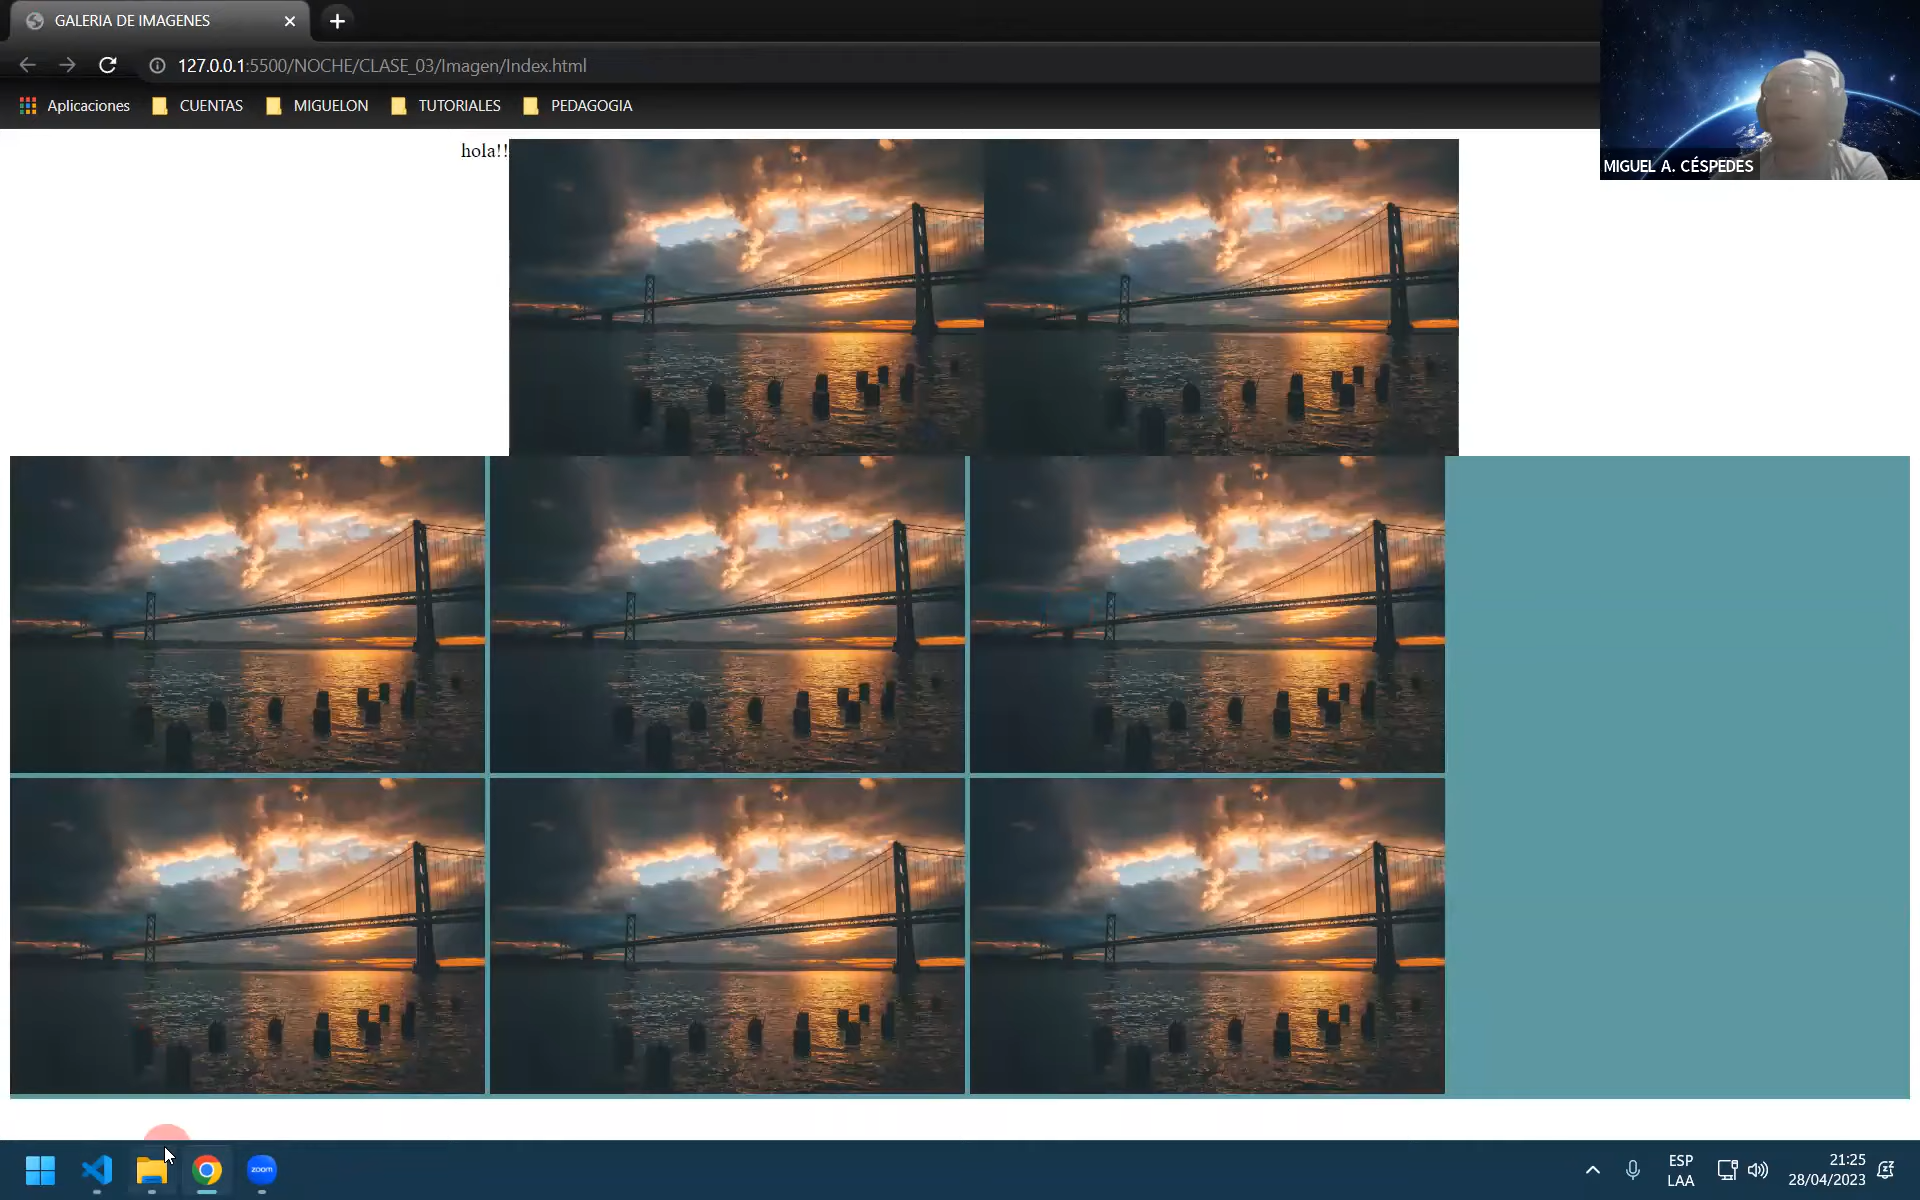 GALERIA DE IMAGENES
127.0.0.1:5500/NOCHE/CLASE_03/Imagen/Index.html
Aplicaciones CUENTAS MIGUELON TUTORIALES PEDAGOGIA
MIGUEL A. CÉSPEDES
hola!!
zoom
ESP
LAA
21:25
28/04/2023